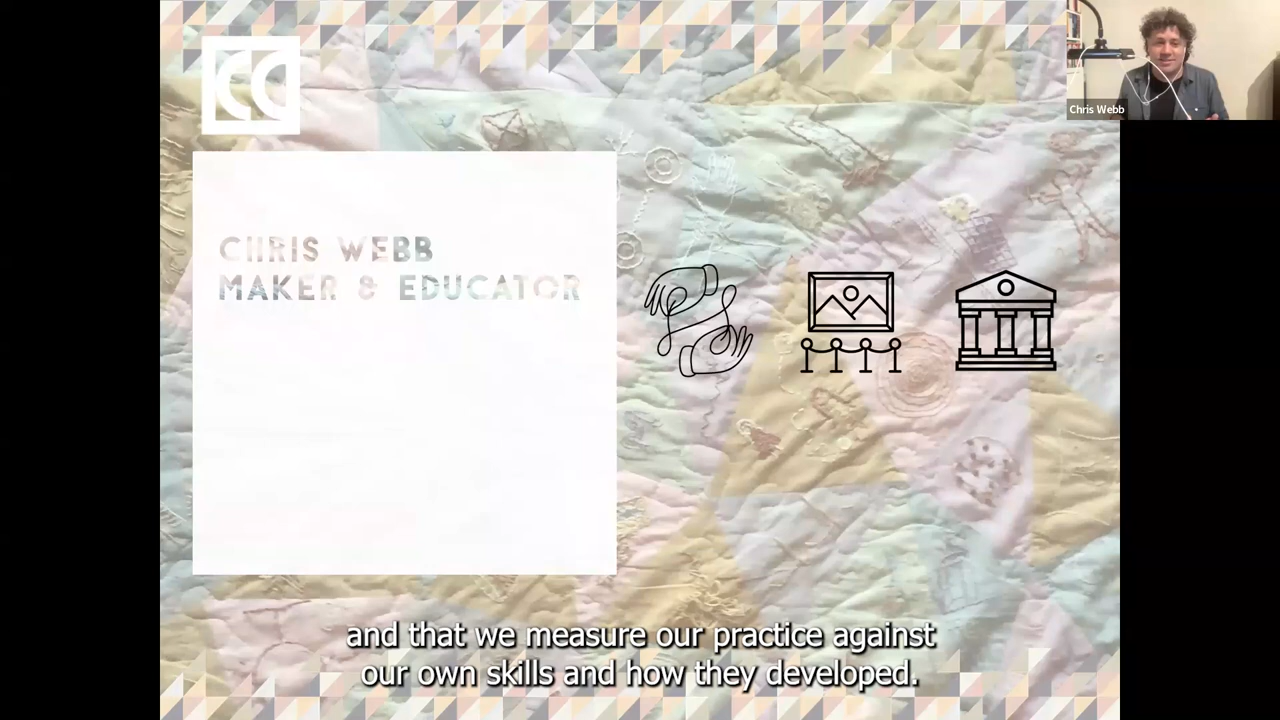 CC
Chris Webb
CHRIS WEBB
MAKER & EDUCATOR
and that we measure our practice against
our own skills and how they developed.